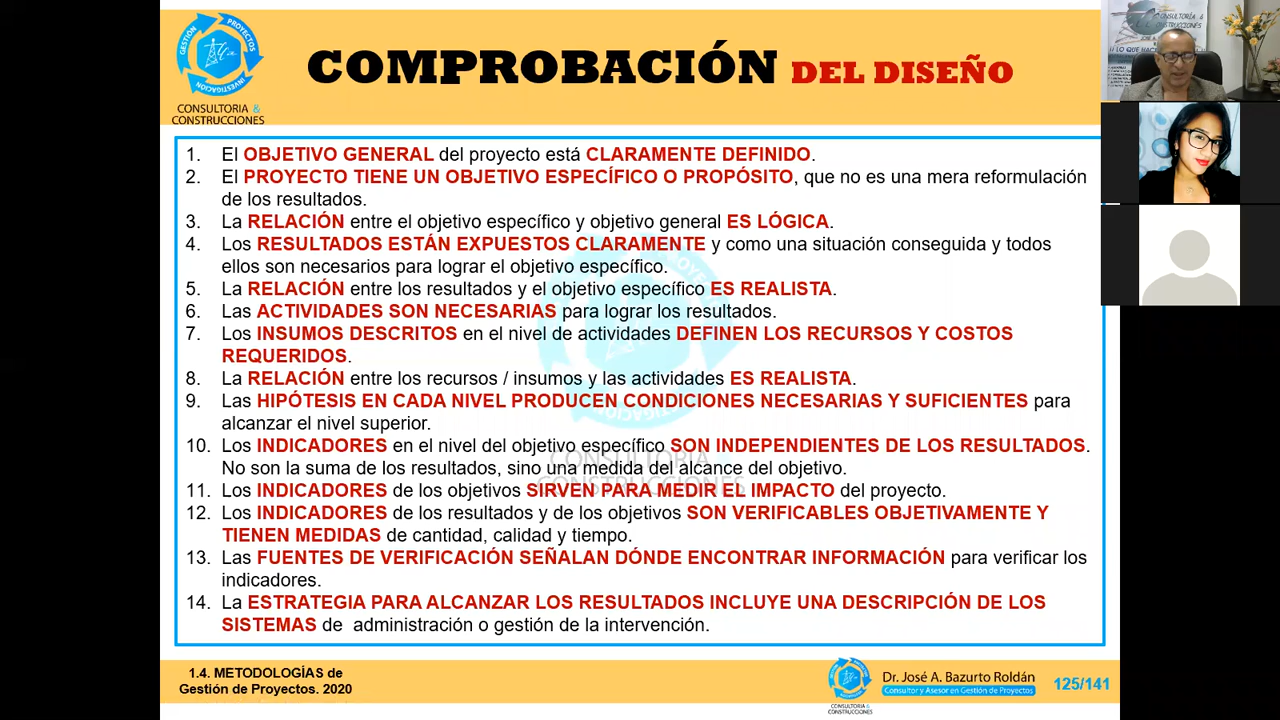 GESTIÓN PROYECTOS INVESTIGACIÓN
CONSULTORIA &
CONSTRUCCIONES
COMPROBACIÓN DEL DISEÑO
1. El OBJETIVO GENERAL del proyecto está CLARAMENTE DEFINIDO.
2. El PROYECTO TIENE UN OBJETIVO ESPECÍFICO O PROPÓSITO, que no es una mera reformulación
de los resultados.
3. La RELACIÓN entre el objetivo específico y objetivo general ES LÓGICA.
4. Los RESULTADOS ESTÁN EXPUESTOS CLARAMENTE y como una situación conseguida y todos
ellos son necesarios para lograr el objetivo específico.
5. La RELACIÓN entre los resultados y el objetivo específico ES REALISTA.
6. Las ACTIVIDADES SON NECESARIAS para lograr los resultados.
7. Los INSUMOS DESCRITOS en el nivel de actividades DEFINEN LOS RECURSOS Y COSTOS
REQUERIDOS.
8. La RELACIÓN entre los recursos / insumos y las actividades ES REALISTA.
9. Las HIPÓTESIS EN CADA NIVEL PRODUCEN CONDICIONES NECESARIAS Y SUFICIENTES para
alcanzar el nivel superior.
10. Los INDICADORES en el nivel del objetivo específico SON INDEPENDIENTES DE LOS RESULTADOS.
No son la suma de los resultados, sino una medida del alcance del objetivo.
11. Los INDICADORES de los objetivos SIRVEN PARA MEDIR EL IMPACTO del proyecto.
12. Los INDICADORES de los resultados y de los objetivos SON VERIFICABLES OBJETIVAMENTE Y
TIENEN MEDIDAS de cantidad, calidad y tiempo.
13. Las FUENTES DE VERIFICACIÓN SEÑALAN DÓNDE ENCONTRAR INFORMACIÓN para verificar los
indicadores.
14. La ESTRATEGIA PARA ALCANZAR LOS RESULTADOS INCLUYE UNA DESCRIPCIÓN DE LOS
SISTEMAS de administración o gestión de la intervención.
CONSULTORIA
CONSTRUCCIONES
1.4. METODOLOGÍAS de
Gestión de Proyectos. 2020
CONSULTORIA &
CONSTRUCCIONES
Dr. José A. Bazurto Roldán
Consultor y Asesor en Gestión de Proyectos
125/141